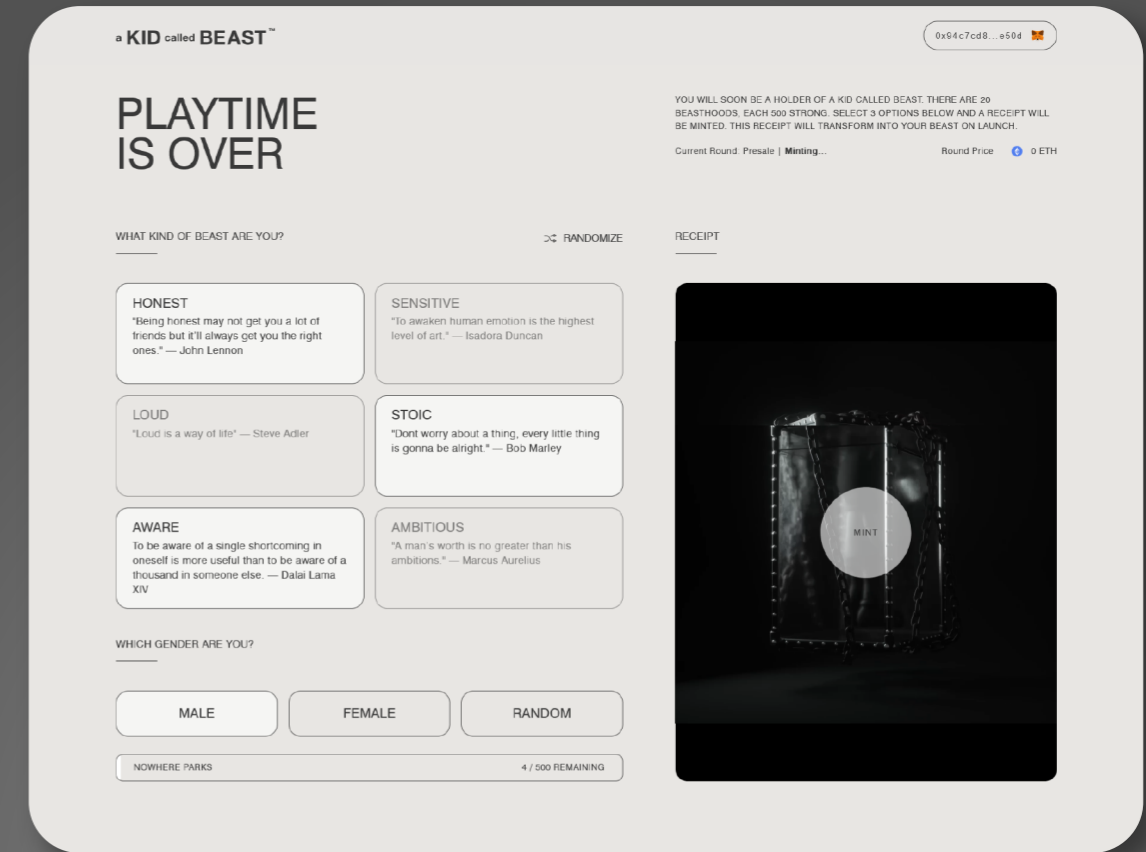 a KID called BEAST™
0x94c7cd8...e50d
PLAYTIME
IS OVER
YOU WILL SOON BE A HOLDER OF A KID CALLED BEAST. THERE ARE 20
BEASTHOODS, EACH 500 STRONG. SELECT 3 OPTIONS BELOW AND A RECEIPT WILL
BE MINTED. THIS RECEIPT WILL TRANSFORM INTO YOUR BEAST ON LAUNCH.
Current Round: Presale | Minting...
Round Price 0 ETH
WHAT KIND OF BEAST ARE YOU?
RANDOMIZE
HONEST
"Being honest may not get you a lot of
friends but it'll always get you the right
ones." — John Lennon
SENSITIVE
"To awaken human emotion is the highest
level of art." — Isadora Duncan
LOUD
"Loud is a way of life" — Steve Adler
STOIC
"Dont worry about a thing, every little thing
is gonna be alright." — Bob Marley
AWARE
To be aware of a single shortcoming in
oneself is more useful than to be aware of a
thousand in someone else. — Dalai Lama
XIV
AMBITIOUS
"A man's worth is no greater than his
ambitions." — Marcus Aurelius
WHICH GENDER ARE YOU?
MALE
FEMALE
RANDOM
NOWHERE PARKS
4 / 500 REMAINING
RECEIPT
MINT